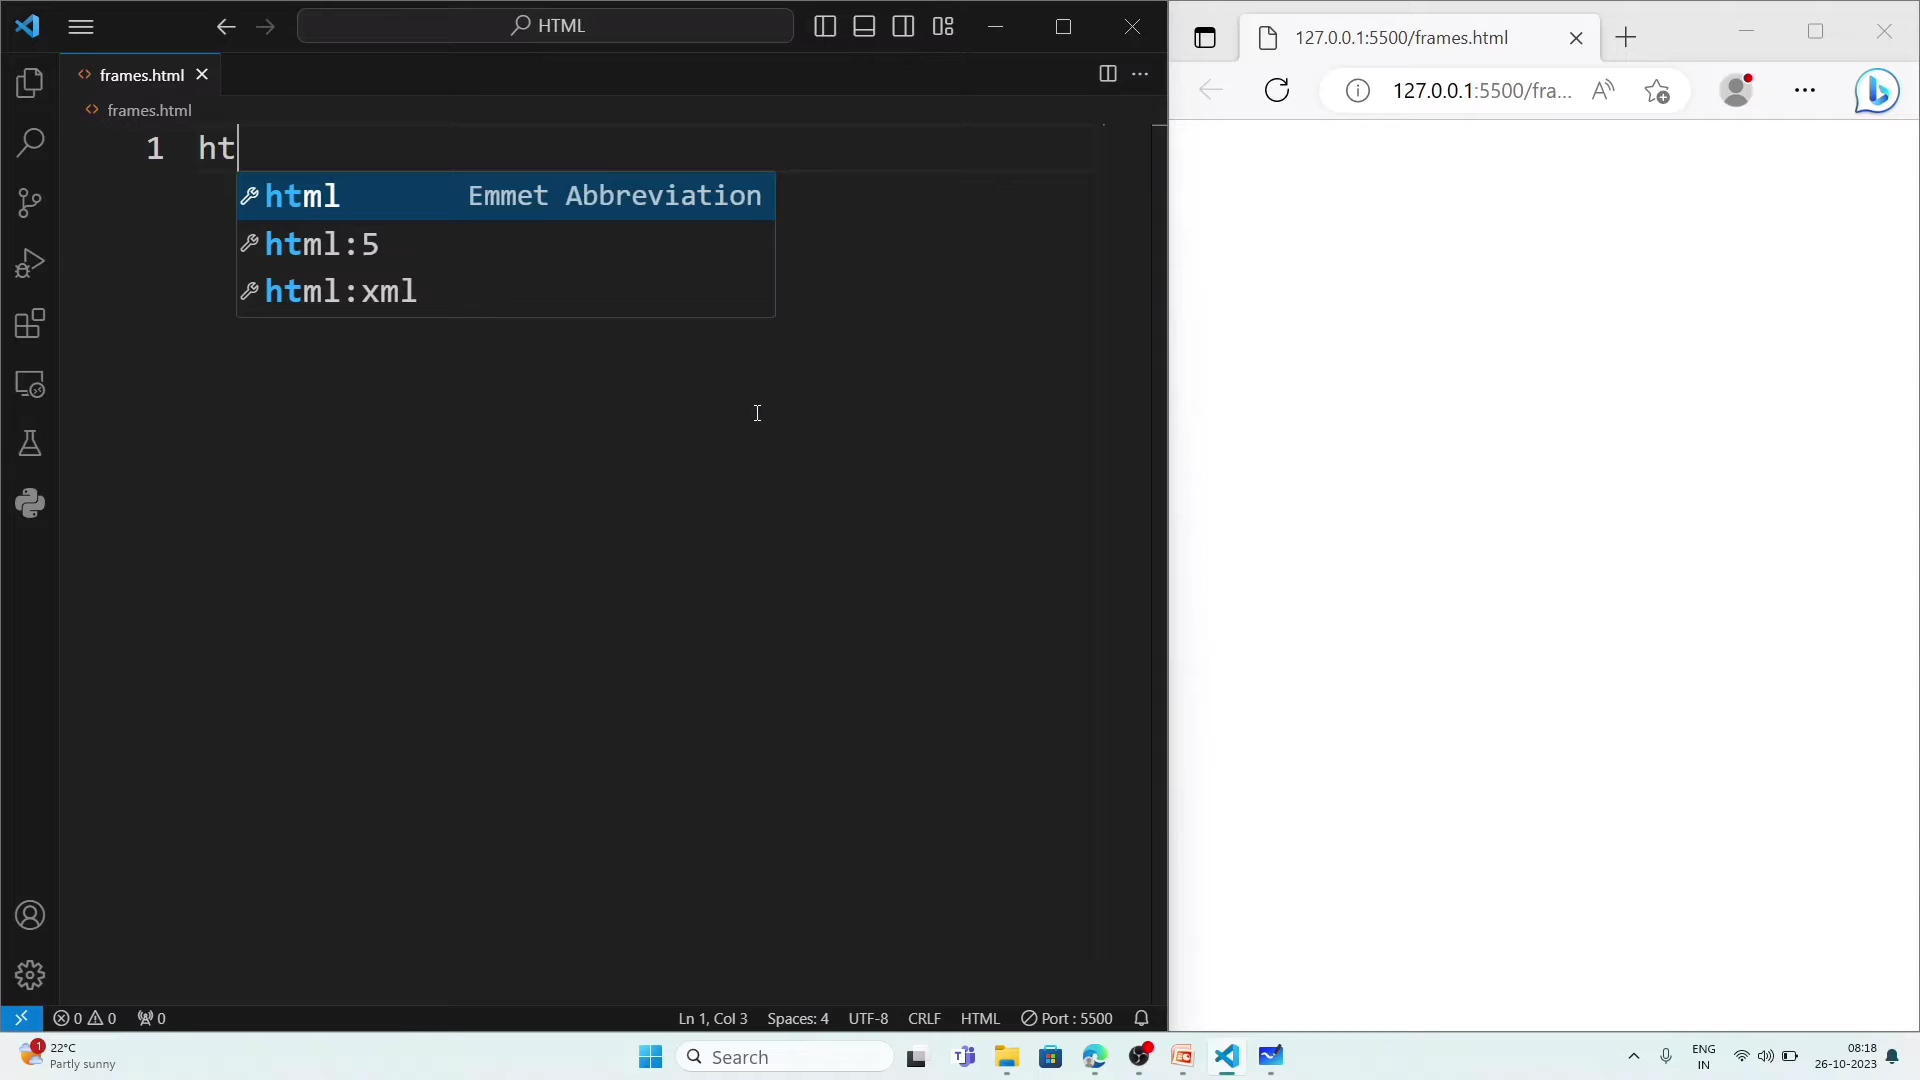 HTML
127.0.0.1:5500/frames.html
frames.html
127.0.0.1:5500/fra...
frames.html
1 ht
html Emmet Abbreviation
html:5
html:xml
0 0 0
Ln 1, Col 3 Spaces: 4 UTF-8 CRLF HTML Port : 5500
1
22°C
Partly sunny
Search
ENG
IN
08:18
26-10-2023